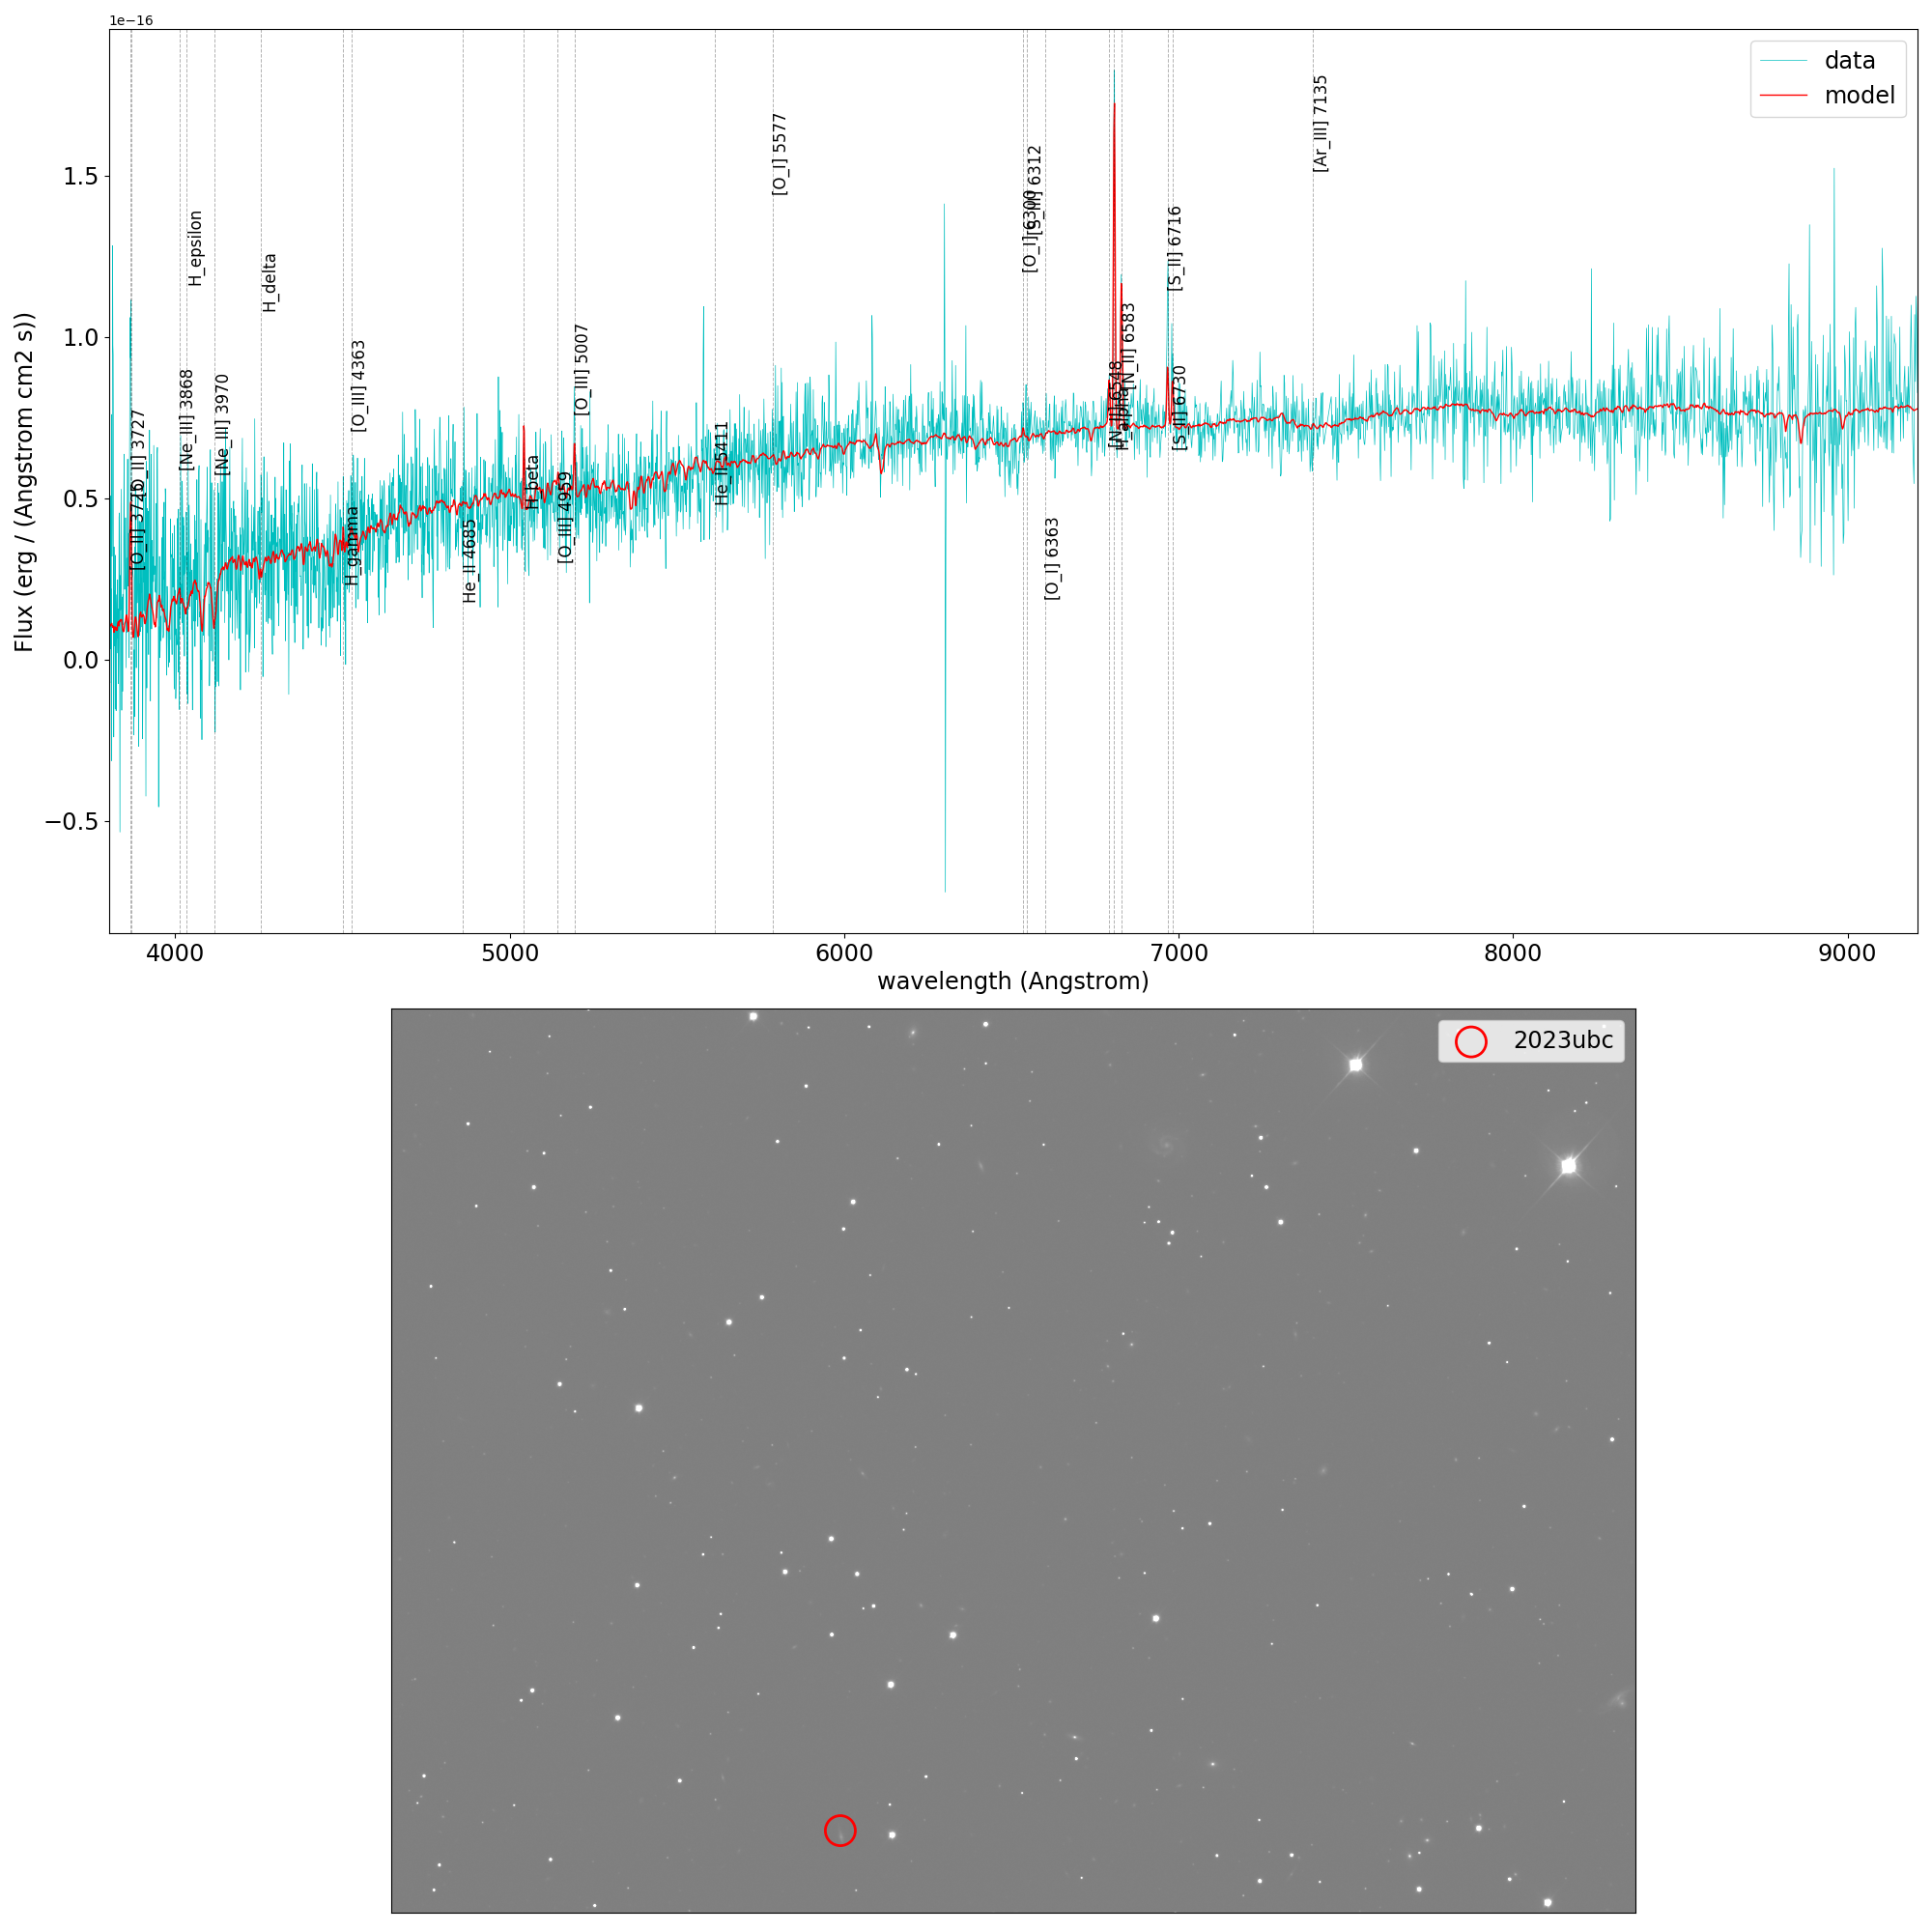 1e−16
data
model
[Ar_III] 7135
[O_I] 5577
[S_III] 6312
[O_I] 6300
H_epsilon
[S_II] 6716
H_delta
[N_II] 6583
[O_III] 5007
[O_III] 4363
[N_II] 6548
H_alpha
[S_II] 6730
[Ne_III] 3868
[Ne_III] 3970
[O_II] 3727
He_II 5411
H_beta
[O_III] 4959
[O_II] 3726
H_gamma
He_II 4685
[O_I] 6363
1.5
1.0
0.5
0.0
−0.5
Flux (erg / (Angstrom cm2 s))
4000
5000
6000
7000
8000
9000
wavelength (Angstrom)
2023ubc